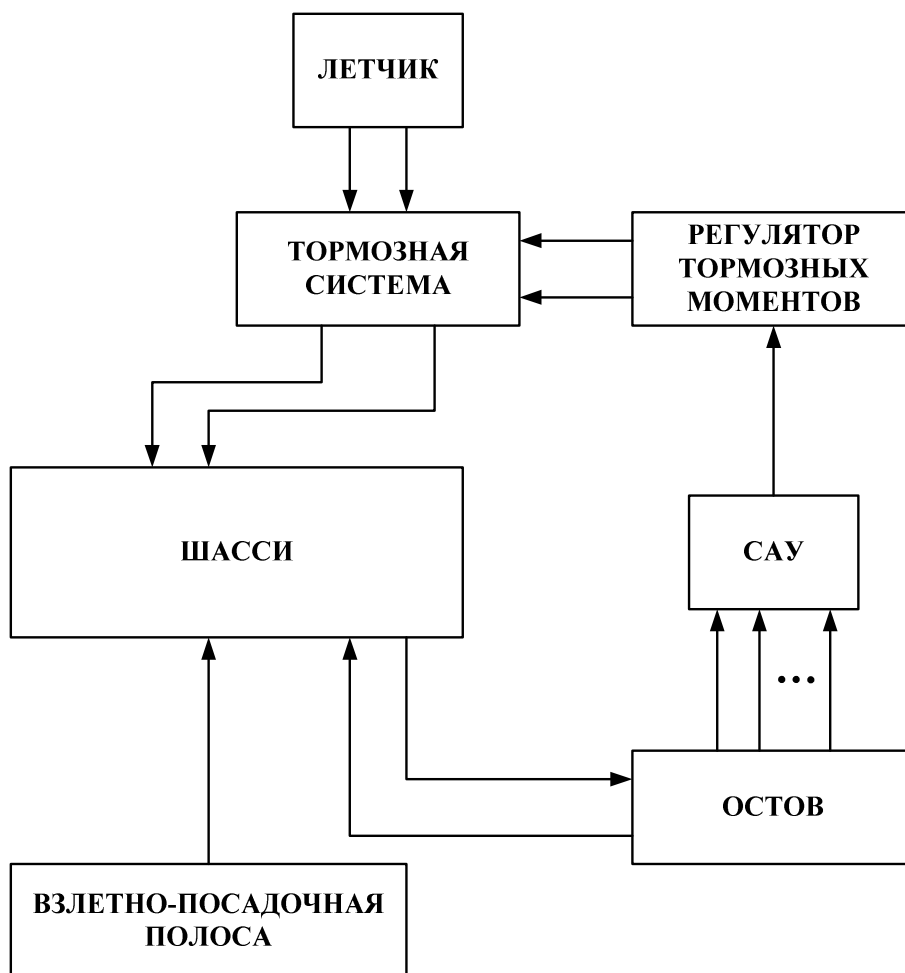 ЛЕТЧИК
ТОРМОЗНАЯ
СИСТЕМА
РЕГУЛЯТОР
ТОРМОЗНЫХ
МОМЕНТОВ
ШАССИ
САУ
...
ОСТОВ
ВЗЛЕТНО-ПОСАДОЧНАЯ
ПОЛОСА